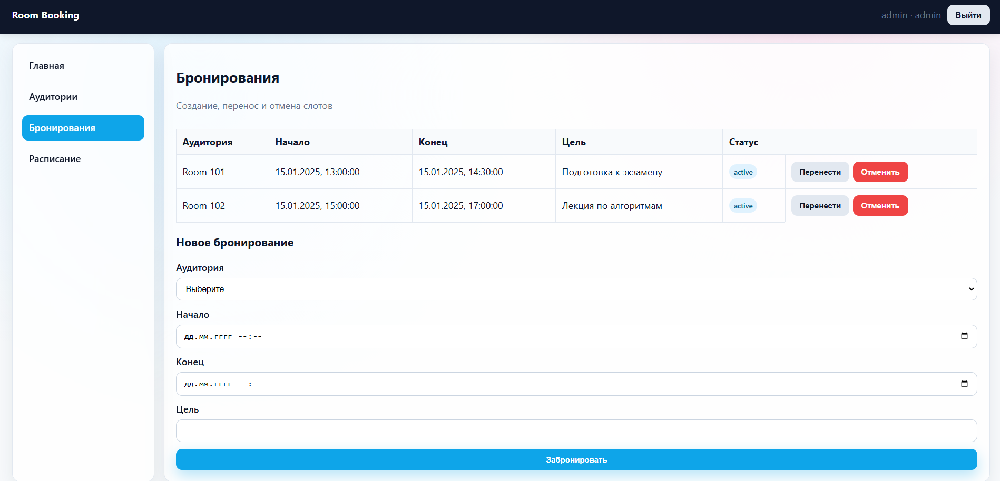 Room Booking
admin · admin
Выйти
Главная
Аудитории
Бронирования
Расписание
Бронирования
Создание, перенос и отмена слотов
Аудитория Начало Конец Цель Статус
Room 101 15.01.2025, 13:00:00 15.01.2025, 14:30:00 Подготовка к экзамену active Перенести Отменить
Room 102 15.01.2025, 15:00:00 15.01.2025, 17:00:00 Лекция по алгоритмам active Перенести Отменить
Новое бронирование
Аудитория
Выберите
Начало
дд.мм.гггг --:--
Конец
дд.мм.гггг --:--
Цель
Забронировать